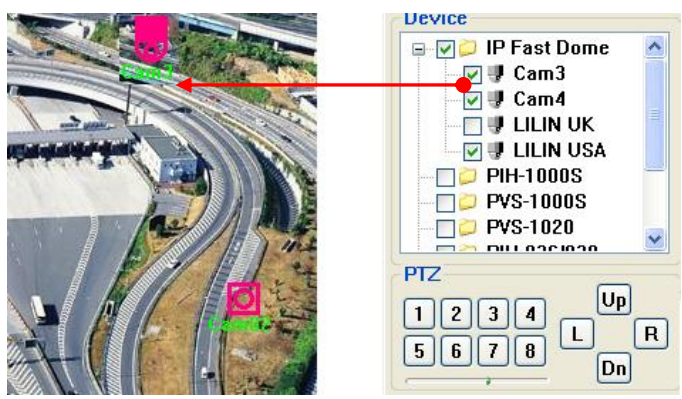 Device
IP Fast Dome
Cam3
Cam3
Cam4
LILIN UK
LILIN USA
PIH-1000S
PVS-1000S
PVS-1020
PTZ
1 2 3 4
Up
L R
5 6 7 8
Dn